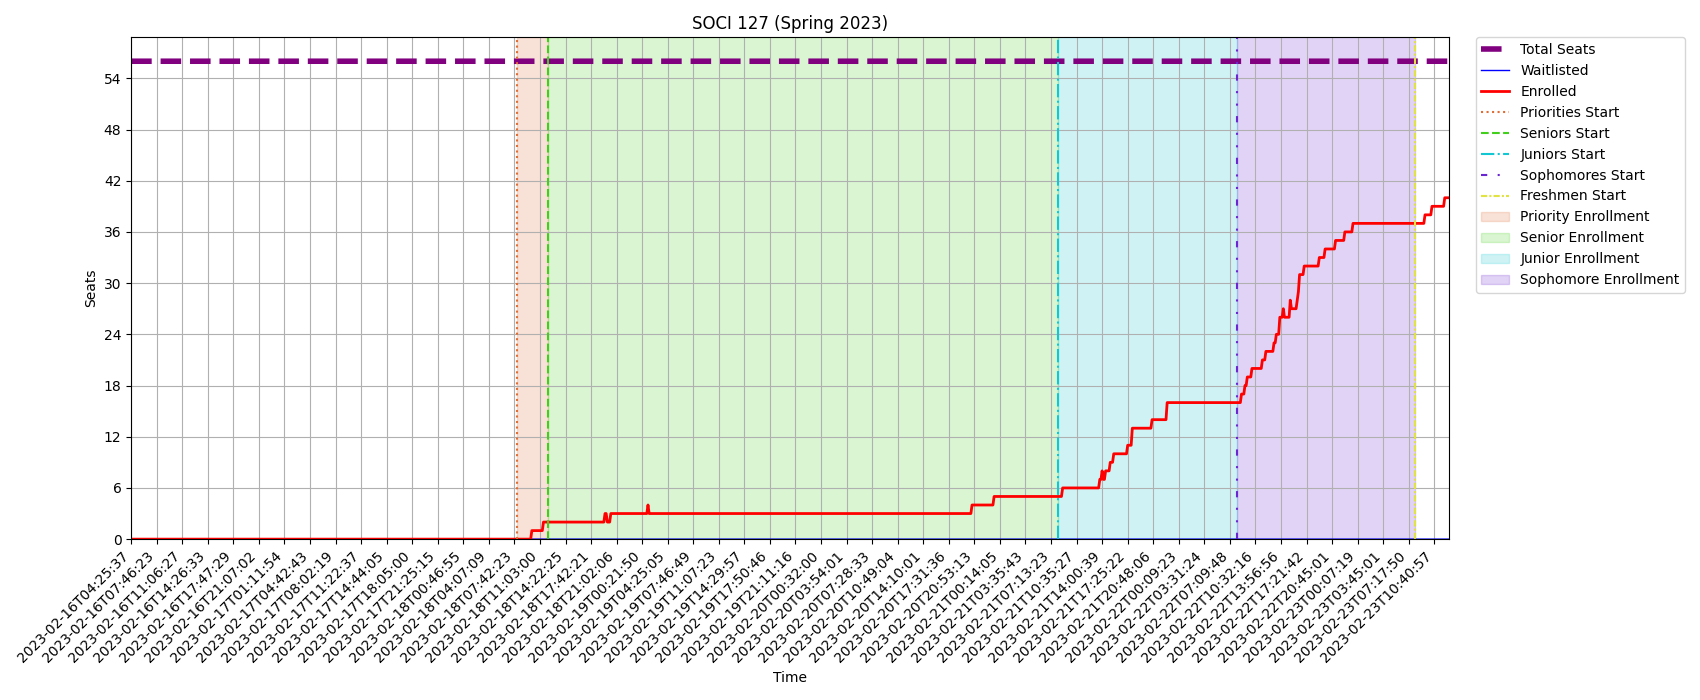 SOCI 127 (Spring 2023)
Total Seats
Waitlisted
Enrolled
Priorities Start
Seniors Start
Juniors Start
Sophomores Start
Freshmen Start
Priority Enrollment
Senior Enrollment
Junior Enrollment
Sophomore Enrollment
Seats
54
48
42
36
30
24
18
12
6
0
2023-02-16T04:25:37
2023-02-16T07:46:23
2023-02-16T11:06:27
2023-02-16T14:26:33
2023-02-16T17:47:29
2023-02-16T21:07:02
2023-02-17T01:11:54
2023-02-17T04:42:43
2023-02-17T08:02:19
2023-02-17T11:22:37
2023-02-17T14:44:05
2023-02-17T18:05:00
2023-02-17T21:25:15
2023-02-18T00:46:55
2023-02-18T04:07:09
2023-02-18T07:42:23
2023-02-18T11:03:00
2023-02-18T14:22:25
2023-02-18T17:42:21
2023-02-18T21:02:06
2023-02-19T00:21:50
2023-02-19T04:25:05
2023-02-19T07:46:49
2023-02-19T11:07:23
2023-02-19T14:29:57
2023-02-19T17:50:46
2023-02-19T21:11:16
2023-02-20T00:32:00
2023-02-20T03:54:01
2023-02-20T07:28:33
2023-02-20T10:49:04
2023-02-20T14:10:01
2023-02-20T17:31:36
2023-02-20T20:53:13
2023-02-21T00:14:05
2023-02-21T03:35:43
2023-02-21T07:13:23
2023-02-21T10:35:27
2023-02-21T14:00:39
2023-02-21T17:25:22
2023-02-21T20:48:06
2023-02-22T00:09:23
2023-02-22T03:31:24
2023-02-22T07:09:48
2023-02-22T10:32:16
2023-02-22T13:56:56
2023-02-22T17:21:42
2023-02-22T20:45:01
2023-02-23T00:07:19
2023-02-23T03:45:01
2023-02-23T07:17:50
2023-02-23T10:40:57
Time